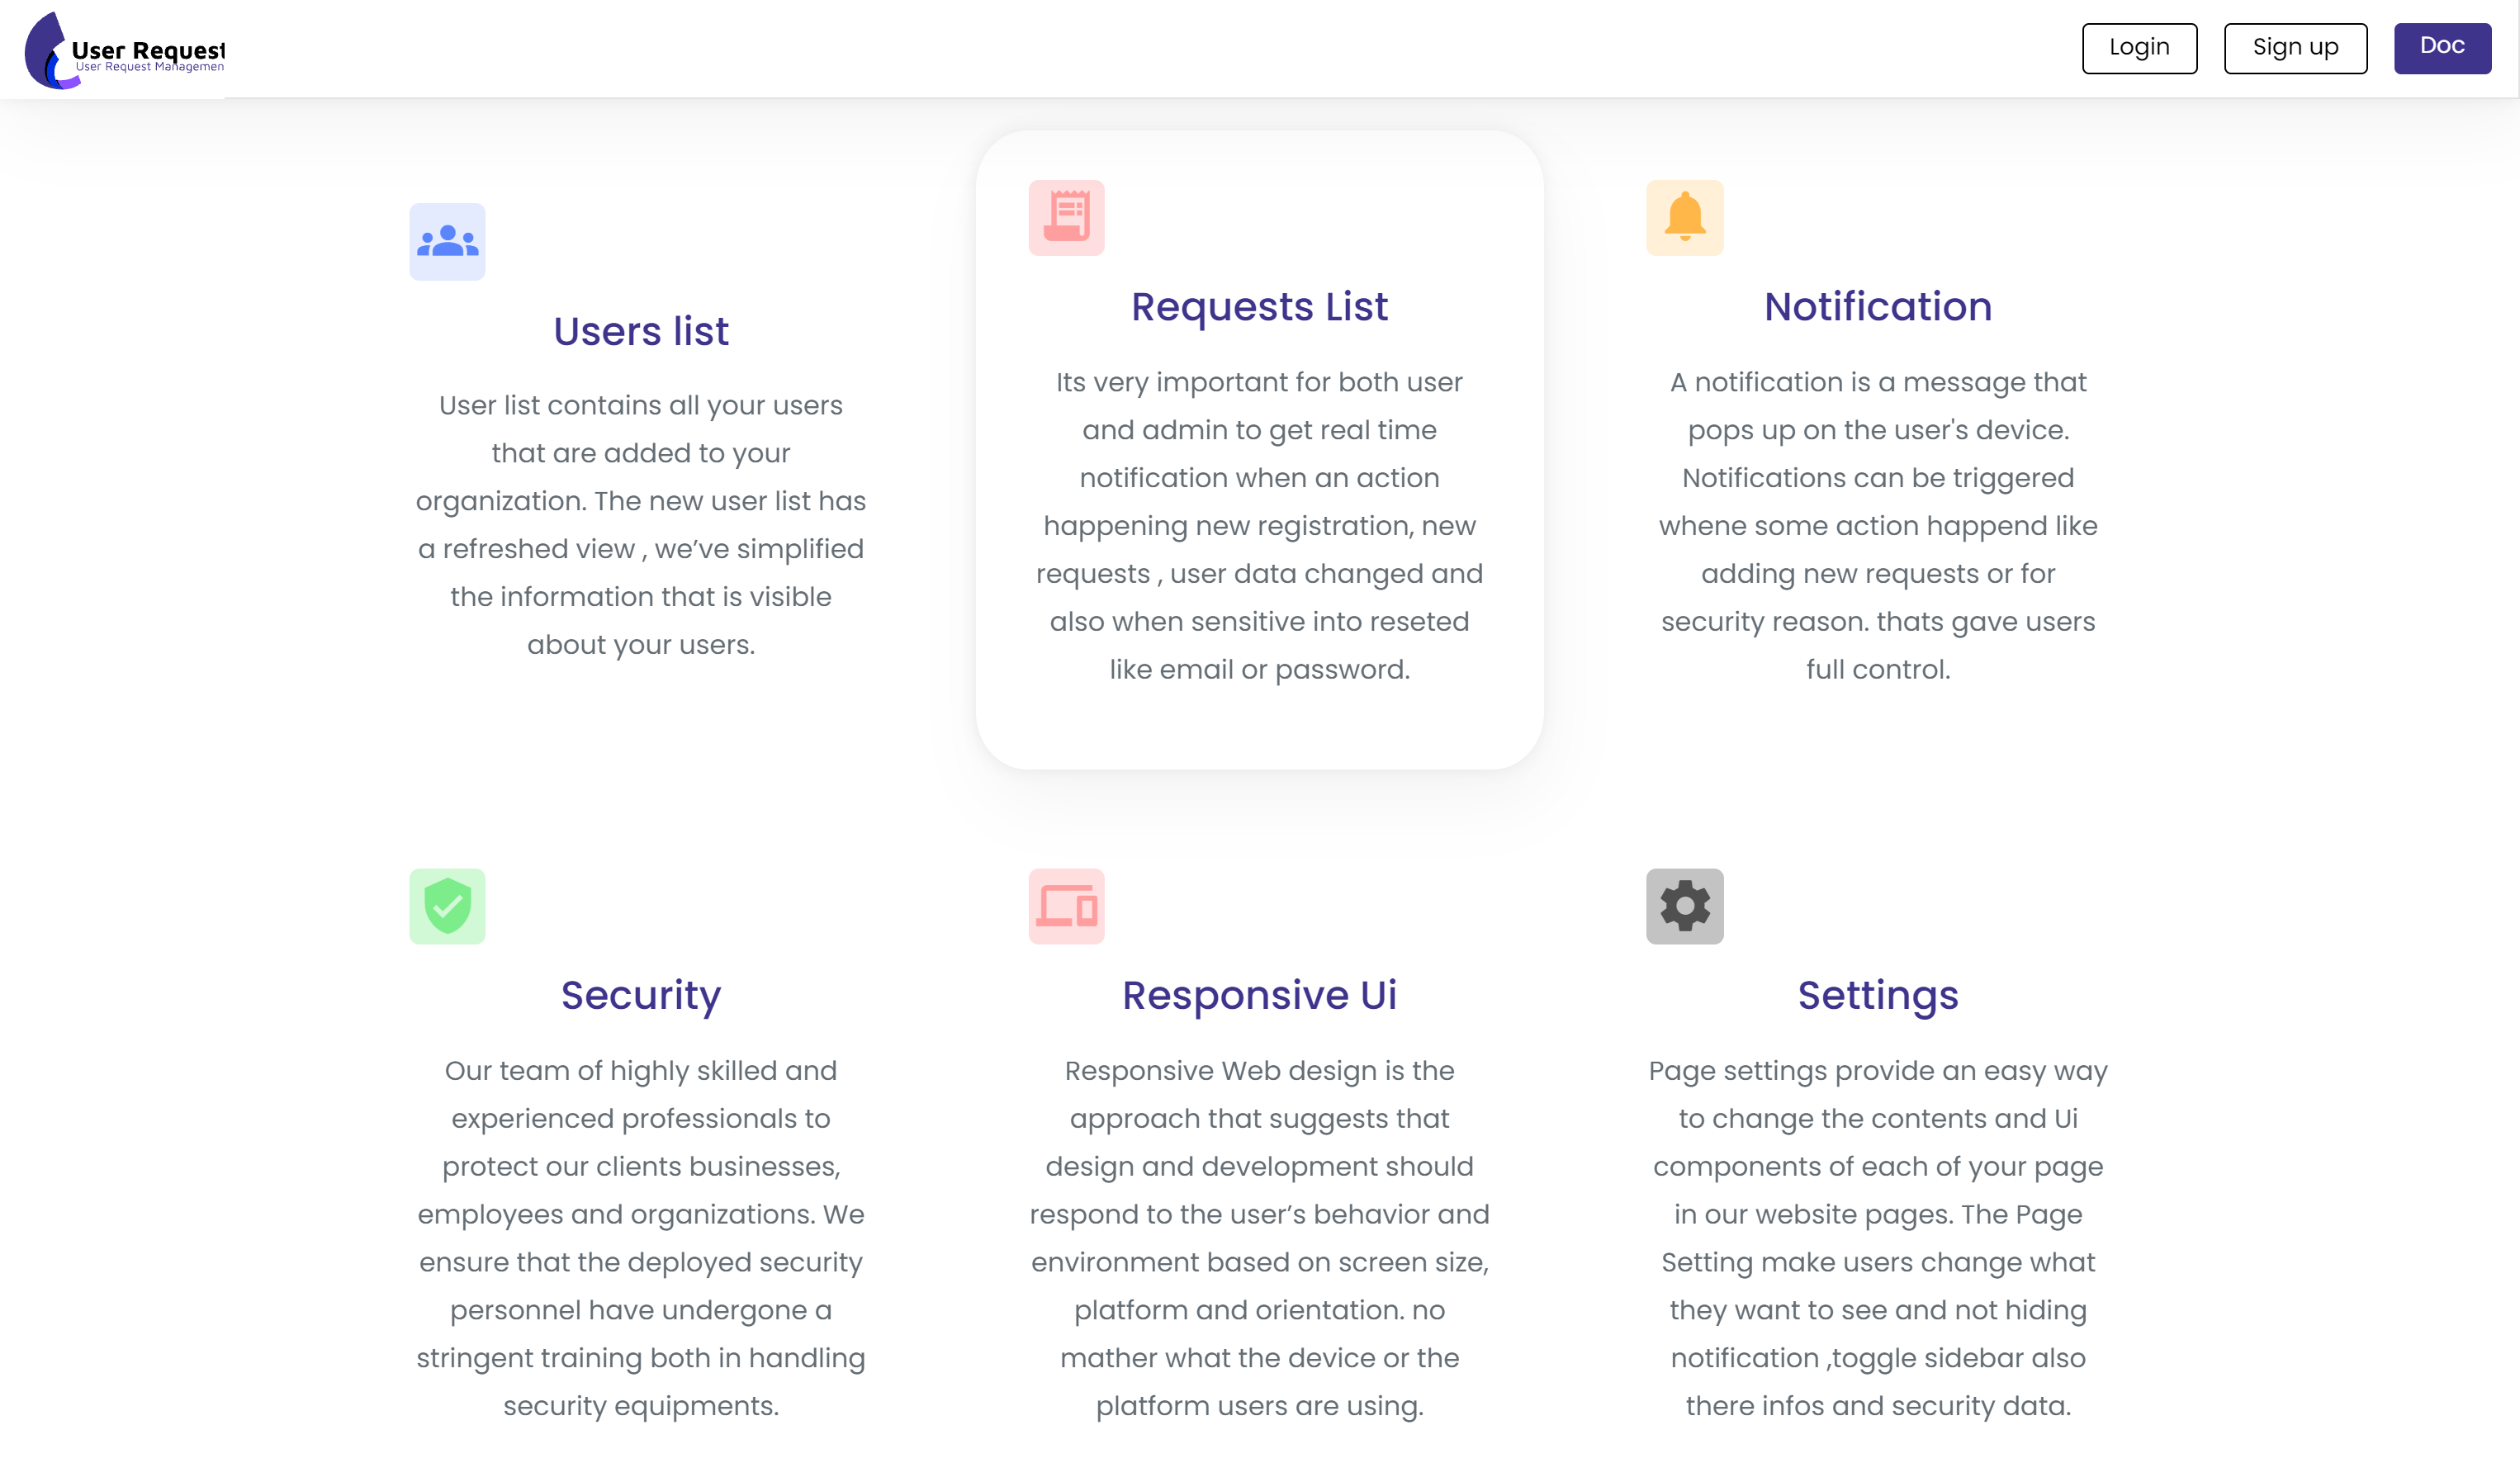 User Request
User Request Managemen
Login
Sign up
Doc
Users list
User list contains all your users
that are added to your
organization. The new user list has
a refreshed view , we’ve simplified
the information that is visible
about your users.
Requests List
Its very important for both user
and admin to get real time
notification when an action
happening new registration, new
requests , user data changed and
also when sensitive into reseted
like email or password.
Notification
A notification is a message that
pops up on the user's device.
Notifications can be triggered
whene some action happend like
adding new requests or for
security reason. thats gave users
full control.
Security
Our team of highly skilled and
experienced professionals to
protect our clients businesses,
employees and organizations. We
ensure that the deployed security
personnel have undergone a
stringent training both in handling
security equipments.
Responsive Ui
Responsive Web design is the
approach that suggests that
design and development should
respond to the user’s behavior and
environment based on screen size,
platform and orientation. no
mather what the device or the
platform users are using.
Settings
Page settings provide an easy way
to change the contents and Ui
components of each of your page
in our website pages. The Page
Setting make users change what
they want to see and not hiding
notification ,toggle sidebar also
there infos and security data.